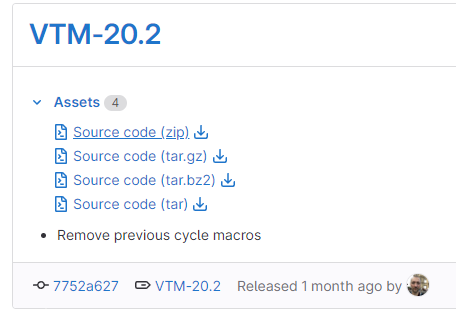 VTM-20.2
Assets 4
Source code (zip)
Source code (tar.gz)
Source code (tar.bz2)
Source code (tar)
• Remove previous cycle macros
7752a627 VTM-20.2 Released 1 month ago by